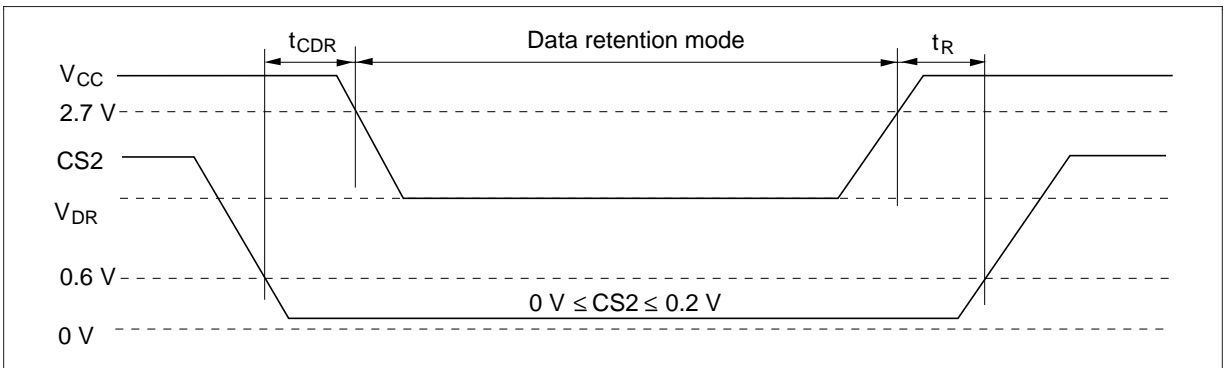 tCDR
Data retention mode
tR
VCC
2.7 V
CS2
VDR
0.6 V
0 V ≤ CS2 ≤ 0.2 V
0 V